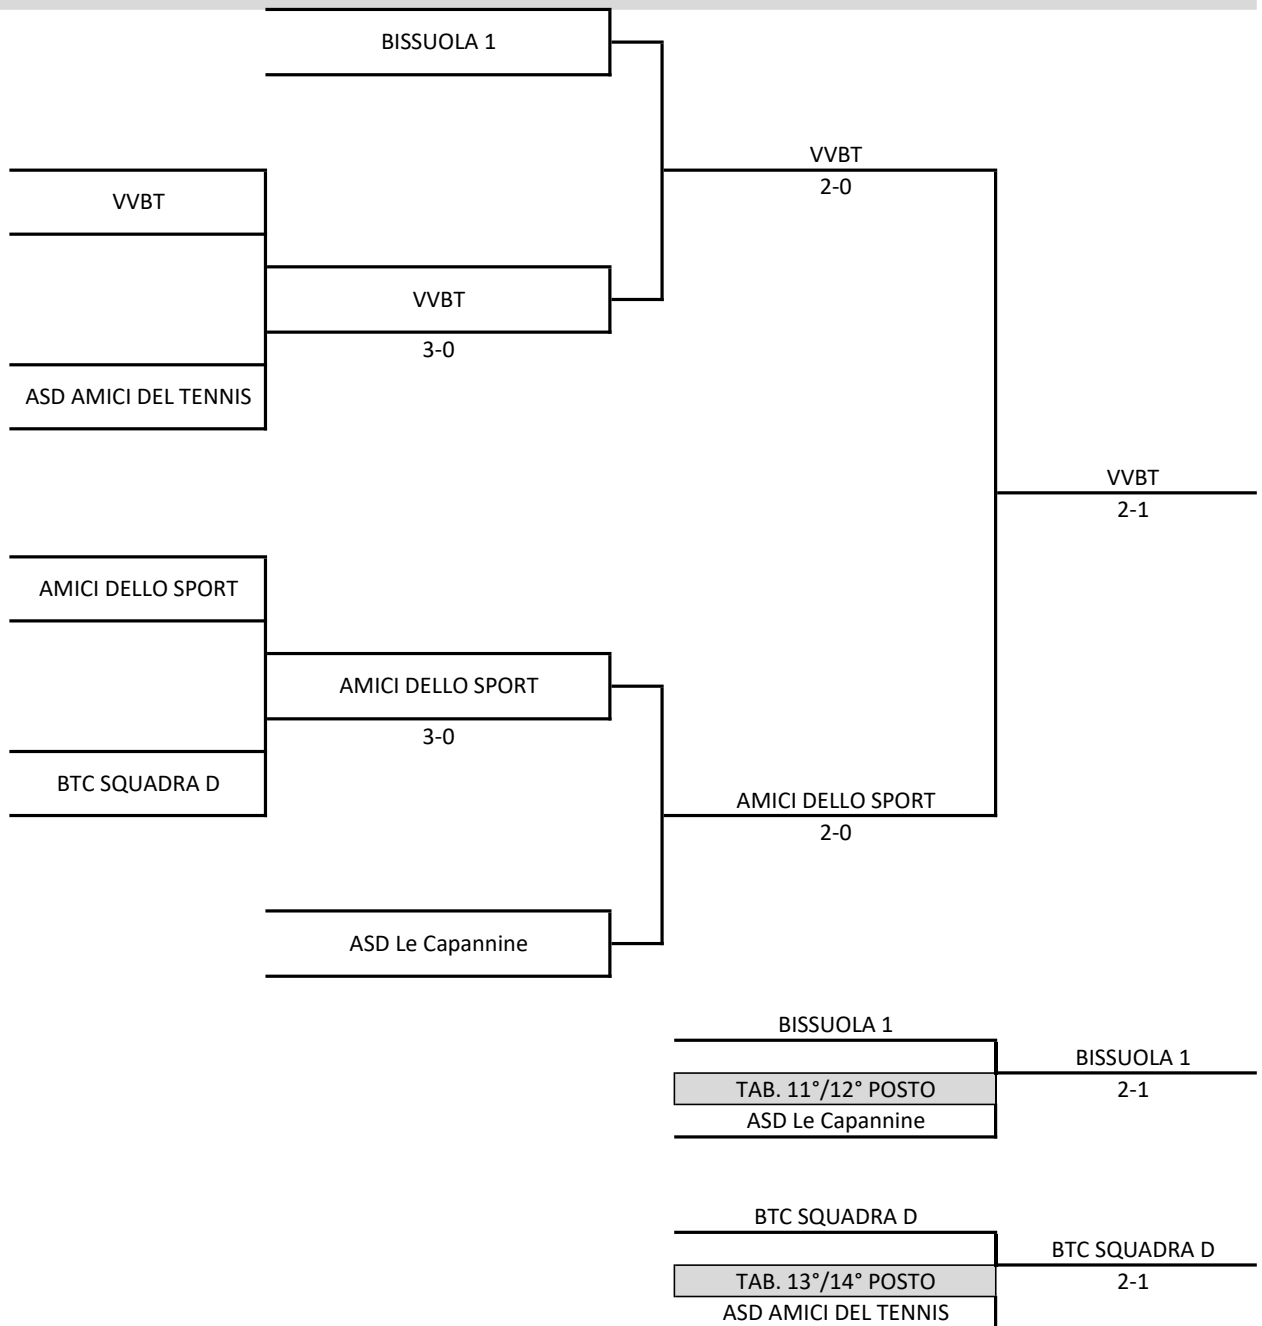 BISSUOLA 1
VVBT
2-0
VVBT
VVBT
3-0
ASD AMICI DEL TENNIS
VVBT
2-1
AMICI DELLO SPORT
AMICI DELLO SPORT
3-0
BTC SQUADRA D
AMICI DELLO SPORT
2-0
ASD Le Capannine
BISSUOLA 1
BISSUOLA 1
TAB. 11°/12° POSTO
2-1
ASD Le Capannine
BTC SQUADRA D
BTC SQUADRA D
TAB. 13°/14° POSTO
2-1
ASD AMICI DEL TENNIS